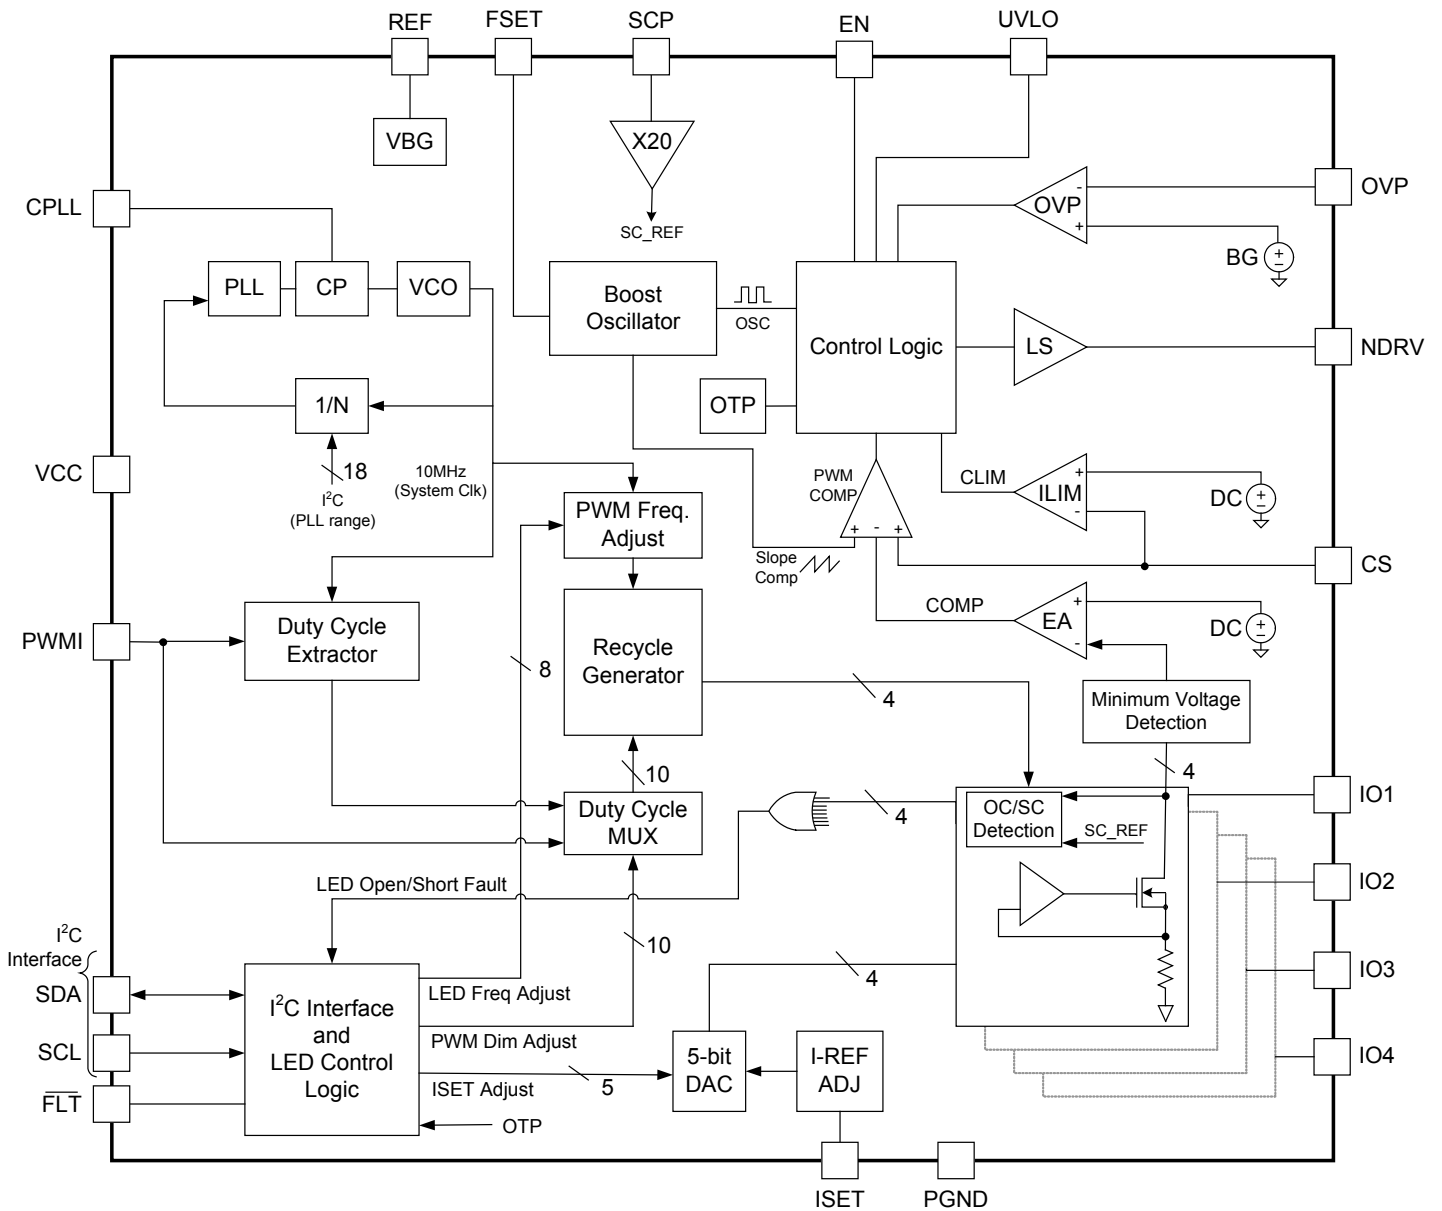 REF
FSET
SCP
EN
UVLO
VBG
X20
SC_REF
OVP
-
+
OVP
BG
+
−
CPLL
PLL
CP
VCO
Boost
Oscillator
OSC
Control Logic
LS
NDRV
1/N
OTP
18
I²C
(PLL range)
10MHz
(System Clk)
VCC
PWM
COMP
CLIM
ILIM
+
-
DC
+
−
PWM Freq.
Adjust
+
-
+
Slope
Comp
CS
COMP
EA
+
-
DC
+
−
PWMI
Duty Cycle
Extractor
8
Recycle
Generator
4
Minimum Voltage
Detection
4
10
Duty Cycle
MUX
4
OC/SC
Detection
SC_REF
IO1
IO2
IO3
IO4
LED Open/Short Fault
10
4
I²C
Interface
SDA
SCL
F̅L̅T̅
I²C Interface
and
LED Control
Logic
LED Freq Adjust
PWM Dim Adjust
ISET Adjust
5
OTP
5-bit
DAC
I-REF
ADJ
ISET
PGND